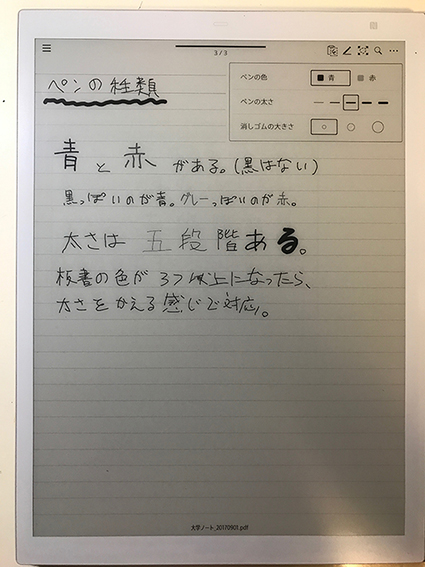 3 / 3
ペンの色 青 赤
ペンの太さ
消しゴムの大きさ
ペンの種類
青と赤がある。(黒はない)
黒っぽいのが青。グレーっぽいのが赤。
太さは五段階ある。
板書の色が3つ以上になったら、
太さをかえる感じで対応。
大学ノート_20170901.pdf